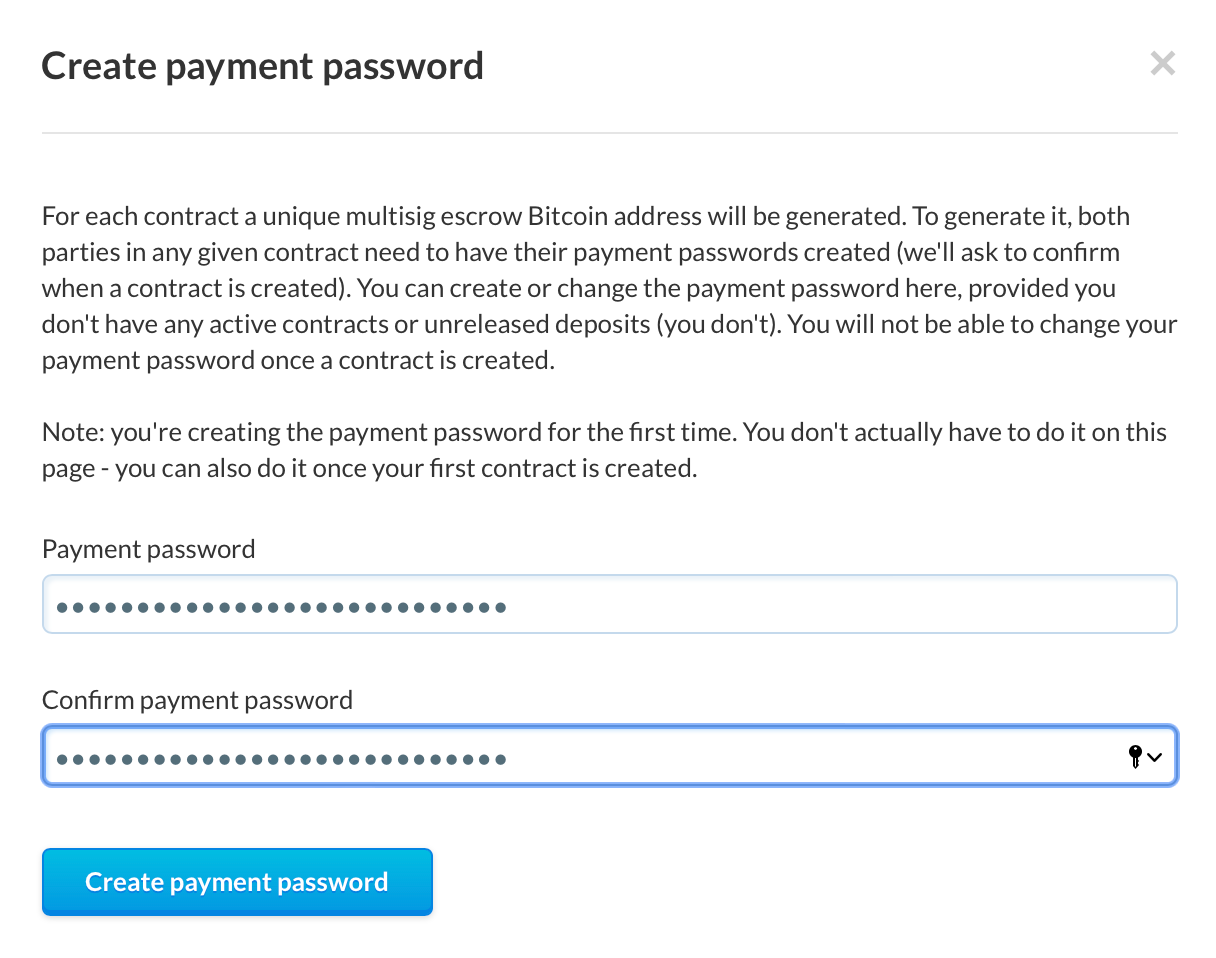 Create payment password
For each contract a unique multisig escrow Bitcoin address will be generated. To generate it, both
parties in any given contract need to have their payment passwords created (we'll ask to confirm
when a contract is created). You can create or change the payment password here, provided you
don't have any active contracts or unreleased deposits (you don't). You will not be able to change your
payment password once a contract is created.
Note: you're creating the payment password for the first time. You don't actually have to do it on this
page - you can also do it once your first contract is created.
Payment password
Confirm payment password
Create payment password